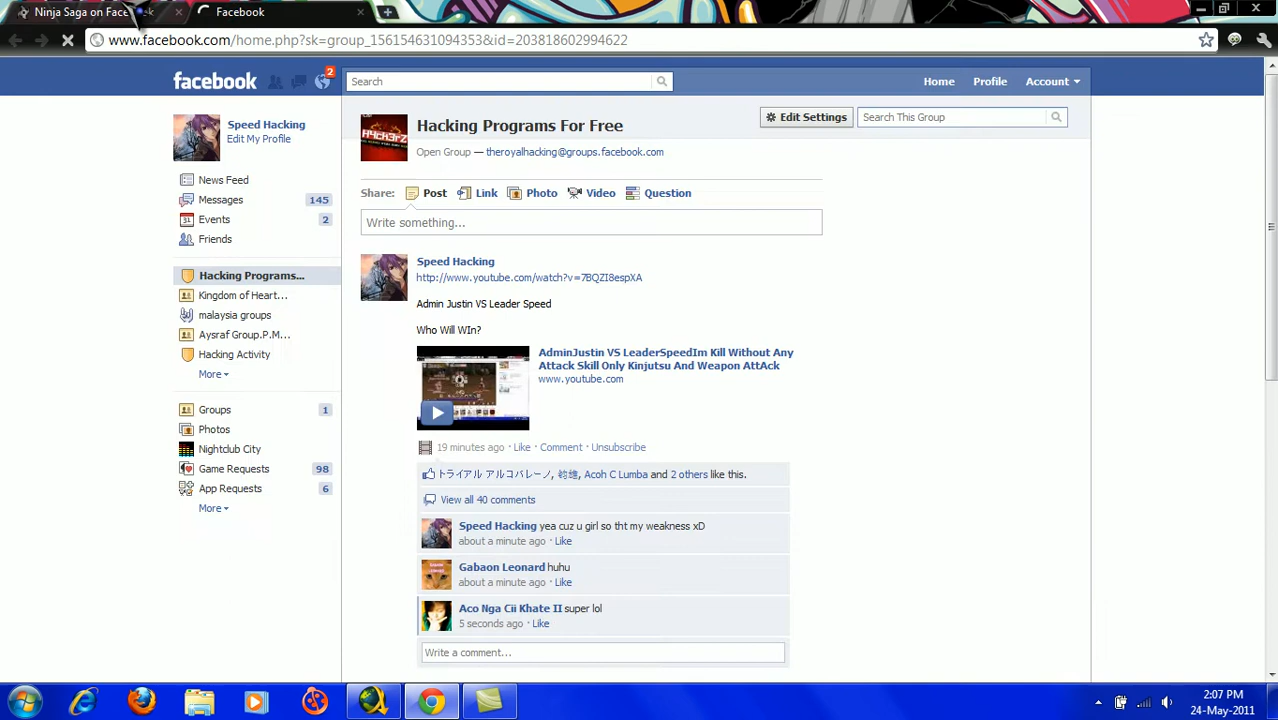 Ninja Saga on Face
Facebook
www.facebook.com/home.php?sk=group_156154631094353&id=203818602994622
facebook
2
Search
Home
Profile
Account
Speed Hacking
Edit My Profile
Hacking Programs For Free
Edit Settings
Search This Group
Open Group — theroyalhacking@groups.facebook.com
News Feed
Messages 145
Events 2
Friends
Share: Post Link Photo Video Question
Write something...
Hacking Programs...
Kingdom of Heart...
malaysia groups
Aysraf Group.P.M...
Hacking Activity
More
Groups 1
Photos
Nightclub City
Game Requests 98
App Requests 6
More
Speed Hacking
http://www.youtube.com/watch?v=7BQZI8espXA
Admin Justin VS Leader Speed
Who Will WIn?
AdminJustin VS LeaderSpeedIm Kill Without Any
Attack Skill Only Kinjutsu And Weapon AttAck
www.youtube.com
19 minutes ago · Like · Comment · Unsubscribe
トライアル アルコバレーノ, Acoh C Lumba and 2 others like this.
View all 40 comments
Speed Hacking yea cuz u girl so tht my weakness xD
about a minute ago · Like
Gabaon Leonard huhu
about a minute ago · Like
Aco Nga Cii Khate II super lol
5 seconds ago · Like
Write a comment...
2:07 PM
24-May-2011